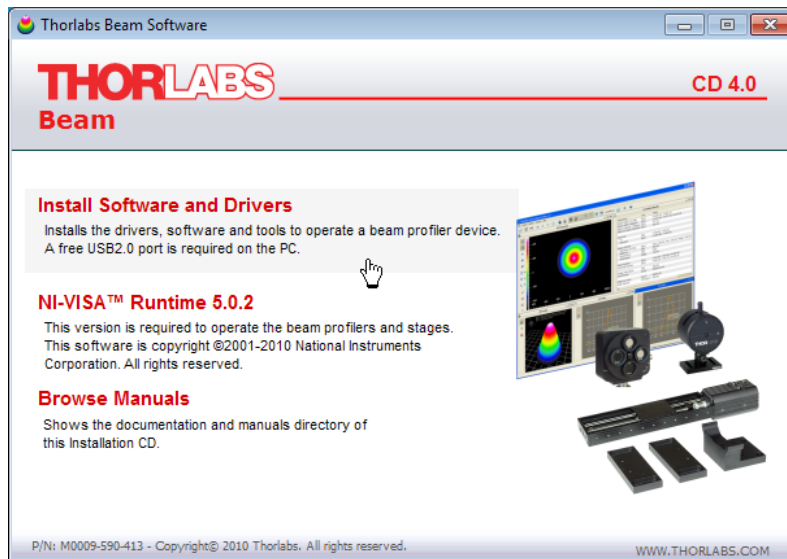 Thorlabs Beam Software
THORLABS
CD 4.0
Beam
Install Software and Drivers
Installs the drivers, software and tools to operate a beam profiler device.
A free USB2.0 port is required on the PC.
NI-VISA™ Runtime 5.0.2
This version is required to operate the beam profilers and stages.
This software is copyright ©2001-2010 National Instruments
Corporation. All rights reserved.
Browse Manuals
Shows the documentation and manuals directory of
this Installation CD.
P/N: M0009-590-413 - Copyright© 2010 Thorlabs. All rights reserved.
WWW.THORLABS.COM